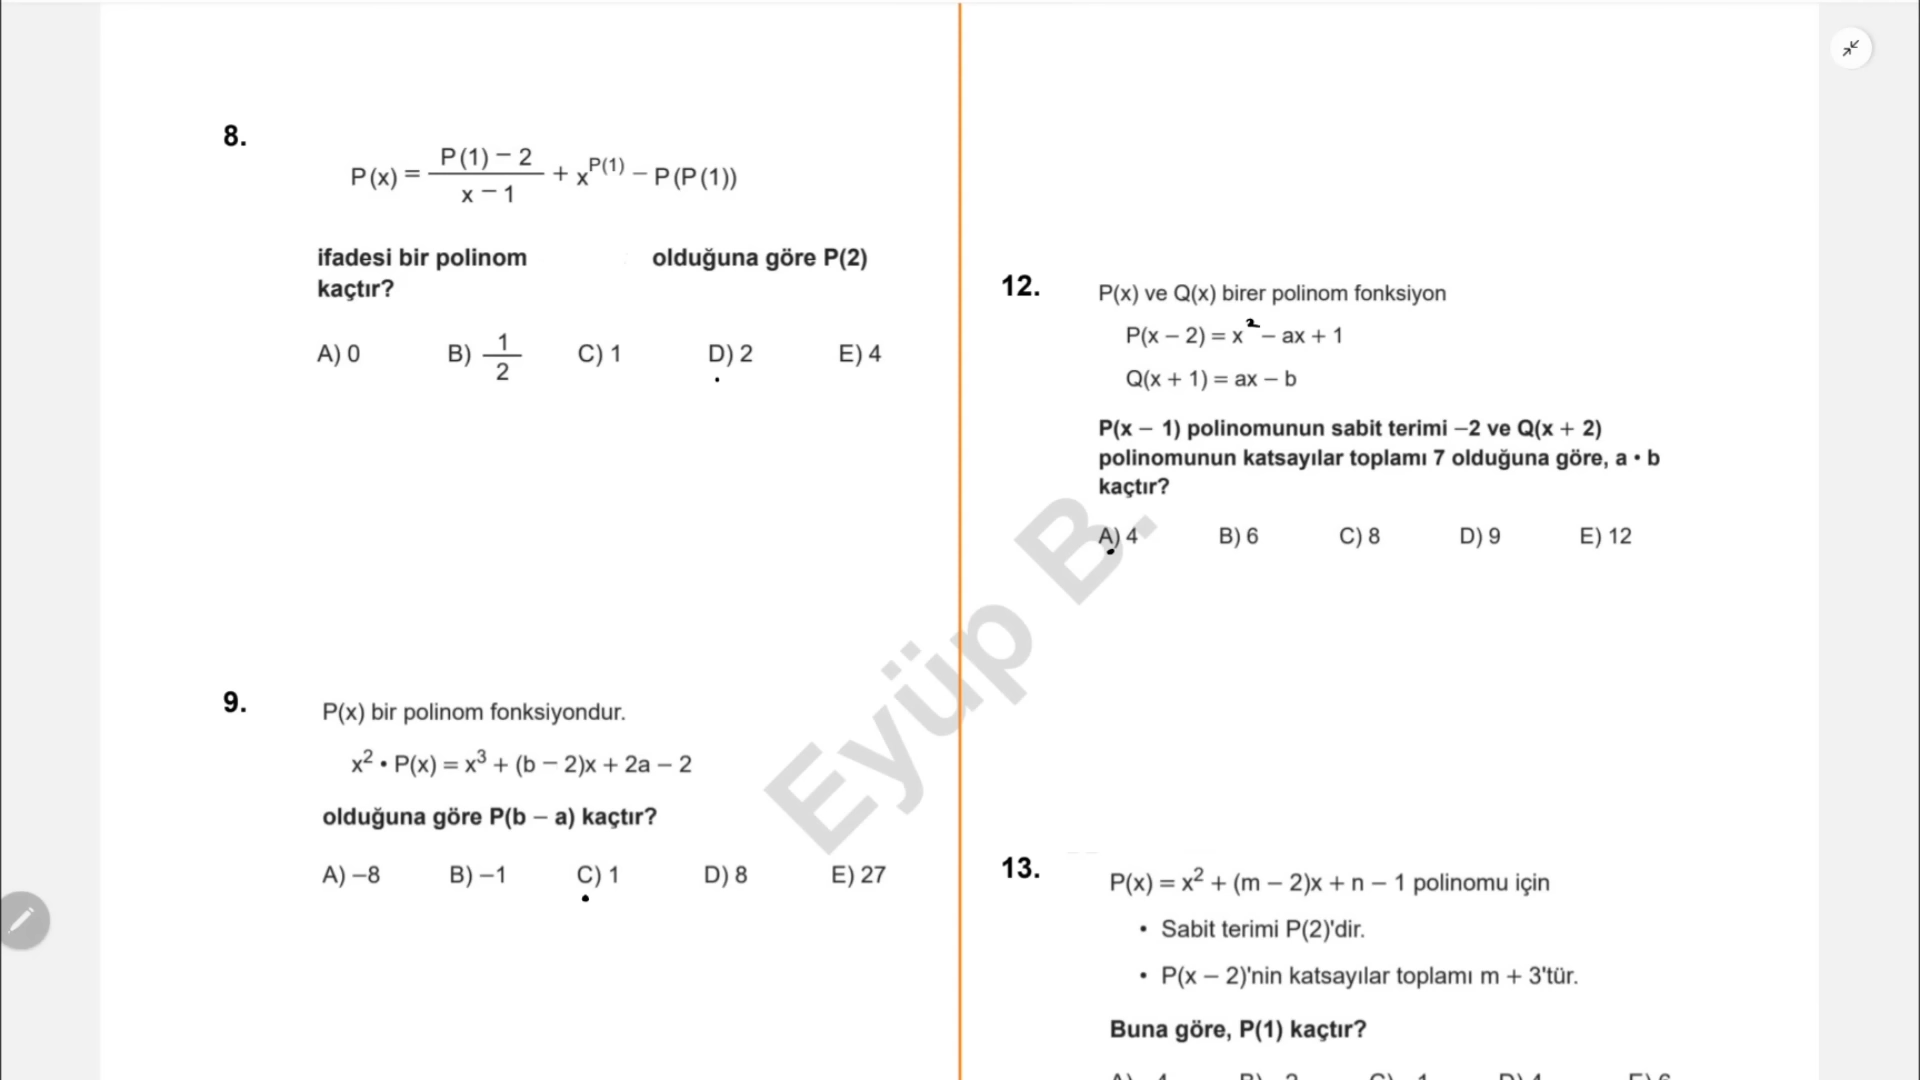 8.
P(x) = \frac{P(1) − 2}{x − 1} + x^{P(1)} − P(P(1))
ifadesi bir polinom olduğuna göre P(2)
kaçtır?
A) 0 B) \frac{1}{2} C) 1 D) 2 E) 4
9.
P(x) bir polinom fonksiyondur.
x² • P(x) = x³ + (b − 2)x + 2a − 2
olduğuna göre P(b − a) kaçtır?
A) −8 B) −1 C) 1 D) 8 E) 27
12.
P(x) ve Q(x) birer polinom fonksiyon
P(x − 2) = x² − ax + 1
Q(x + 1) = ax − b
P(x − 1) polinomunun sabit terimi −2 ve Q(x + 2)
polinomunun katsayılar toplamı 7 olduğuna göre, a • b
kaçtır?
A) 4 B) 6 C) 8 D) 9 E) 12
13.
P(x) = x² + (m − 2)x + n − 1 polinomu için
• Sabit terimi P(2)'dir.
• P(x − 2)'nin katsayılar toplamı m + 3'tür.
Buna göre, P(1) kaçtır?
Eyüp B.